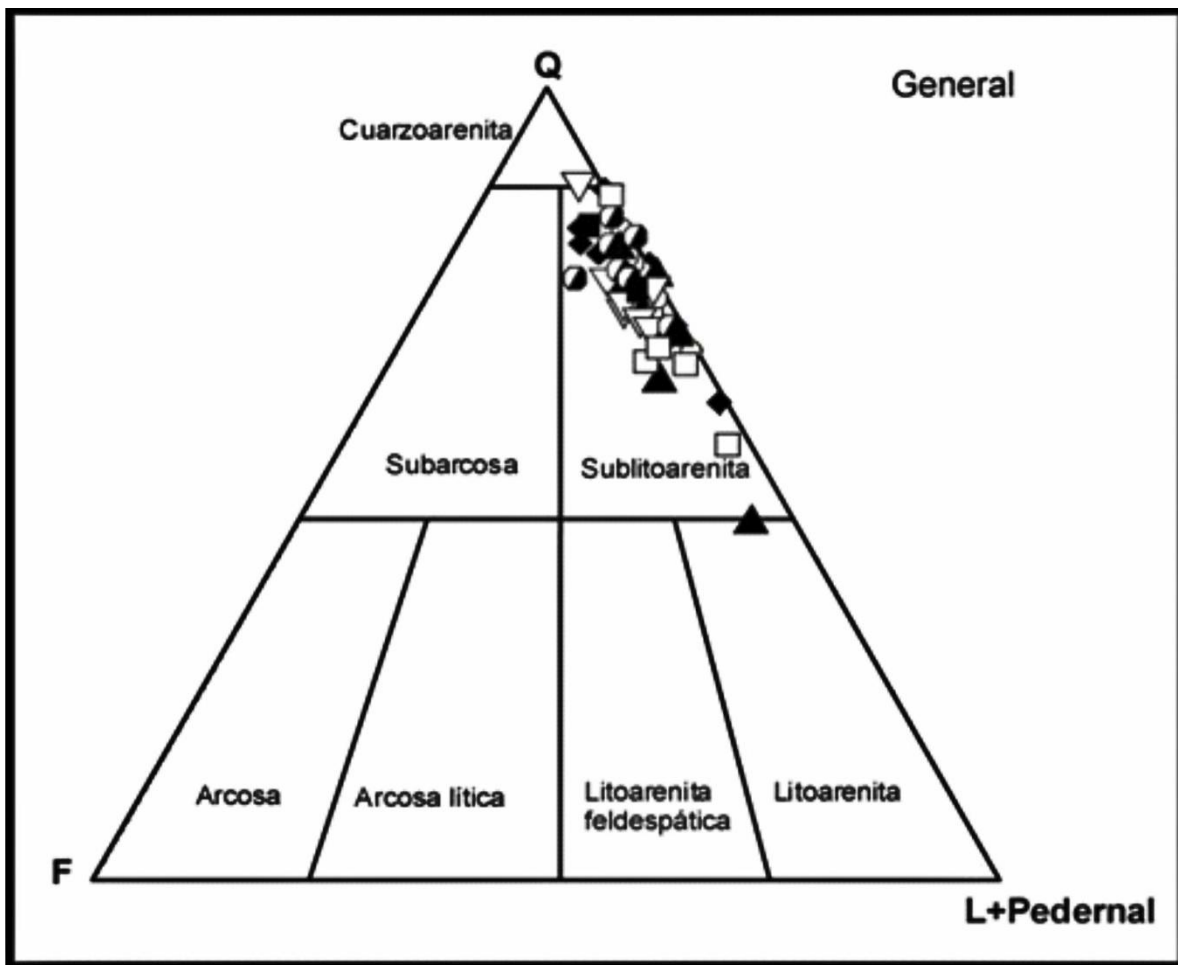 Q
General
Cuarzoarenita
Subarcosa
Sublitoarenita
Arcosa
Arcosa lítica
Litoarenita
feldespática
Litoarenita
F
L+Pedernal